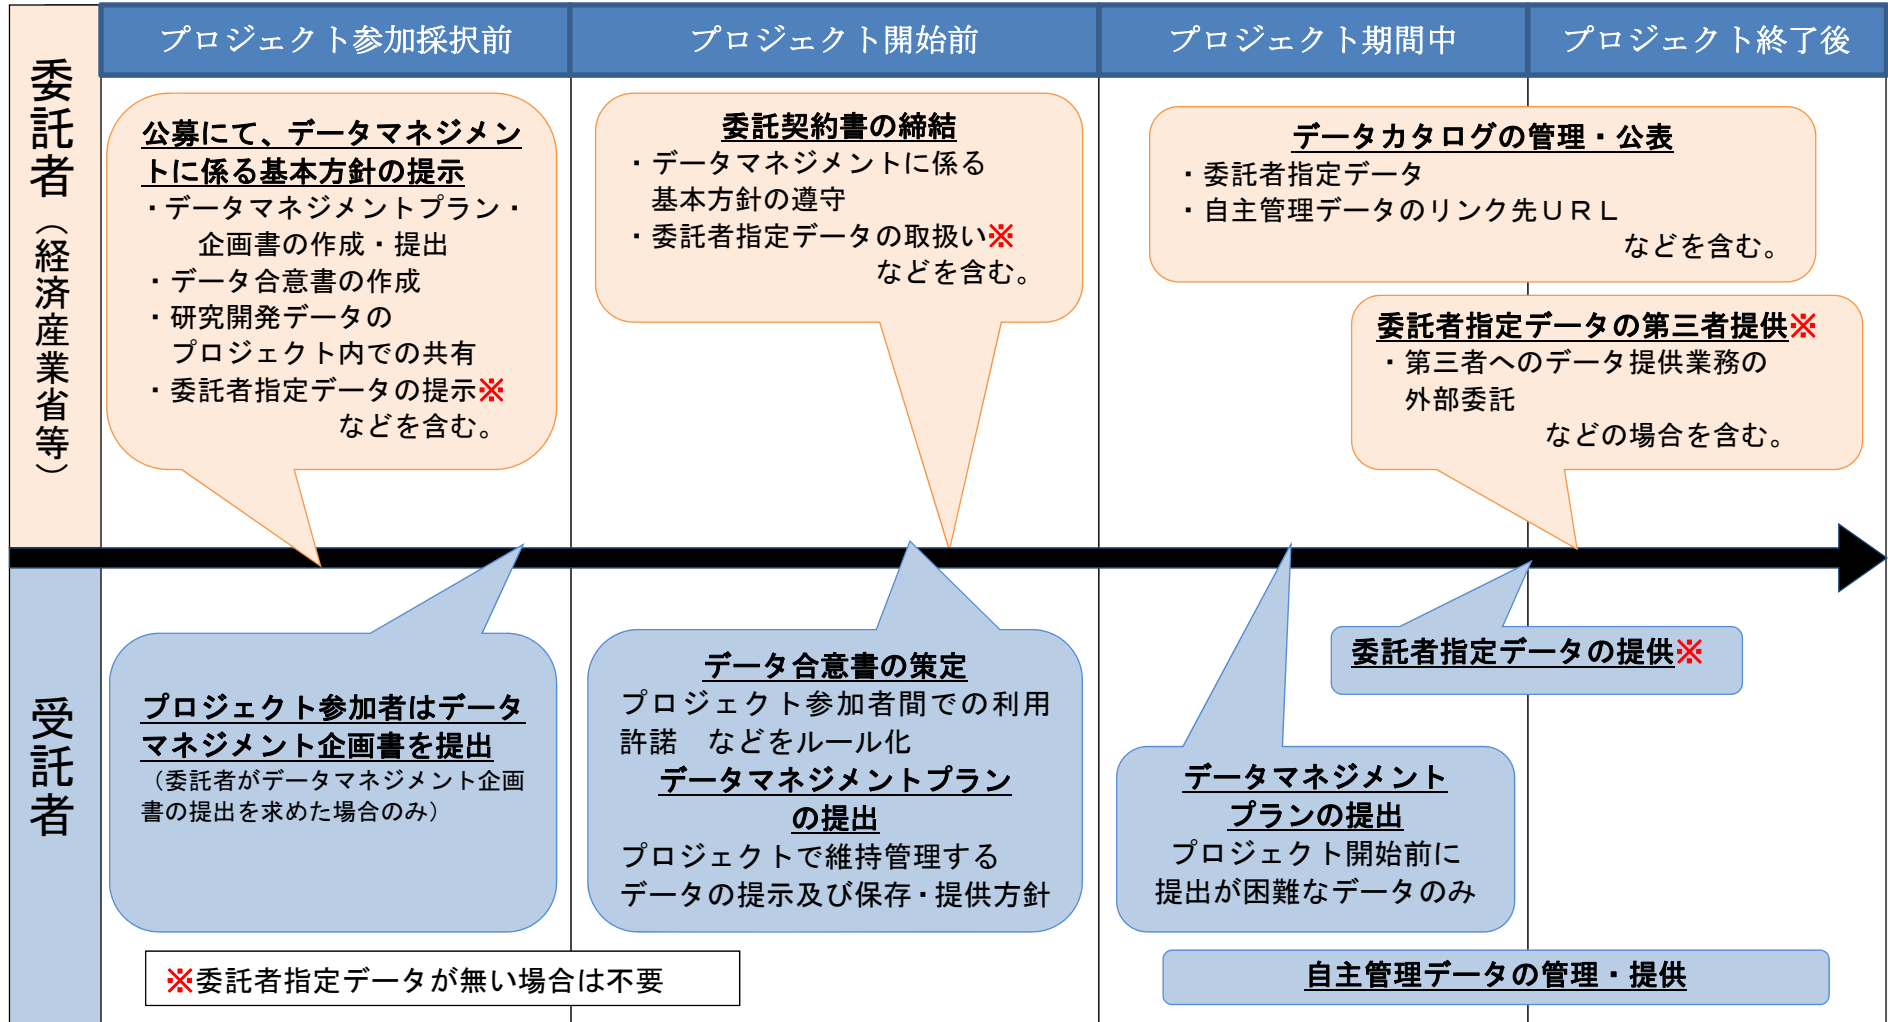 プロジェクト参加採択前
プロジェクト開始前
プロジェクト期間中
プロジェクト終了後
委託者（経済産業省等）
公募にて、データマネジメン
トに係る基本方針の提示
・データマネジメントプラン・
企画書の作成・提出
・データ合意書の作成
・研究開発データの
プロジェクト内での共有
・委託者指定データの提示※
などを含む。
委託契約書の締結
・データマネジメントに係る
基本方針の遵守
・委託者指定データの取扱い※
などを含む。
データカタログの管理・公表
・委託者指定データ
・自主管理データのリンク先ＵＲＬ
などを含む。
委託者指定データの第三者提供※
・第三者へのデータ提供業務の
外部委託
などの場合を含む。
受託者
プロジェクト参加者はデータ
マネジメント企画書を提出
（委託者がデータマネジメント企画
書の提出を求めた場合のみ）
データ合意書の策定
プロジェクト参加者間での利用
許諾　などをルール化
データマネジメントプラン
の提出
プロジェクトで維持管理する
データの提示及び保存・提供方針
データマネジメント
プランの提出
プロジェクト開始前に
提出が困難なデータのみ
委託者指定データの提供※
自主管理データの管理・提供
※委託者指定データが無い場合は不要